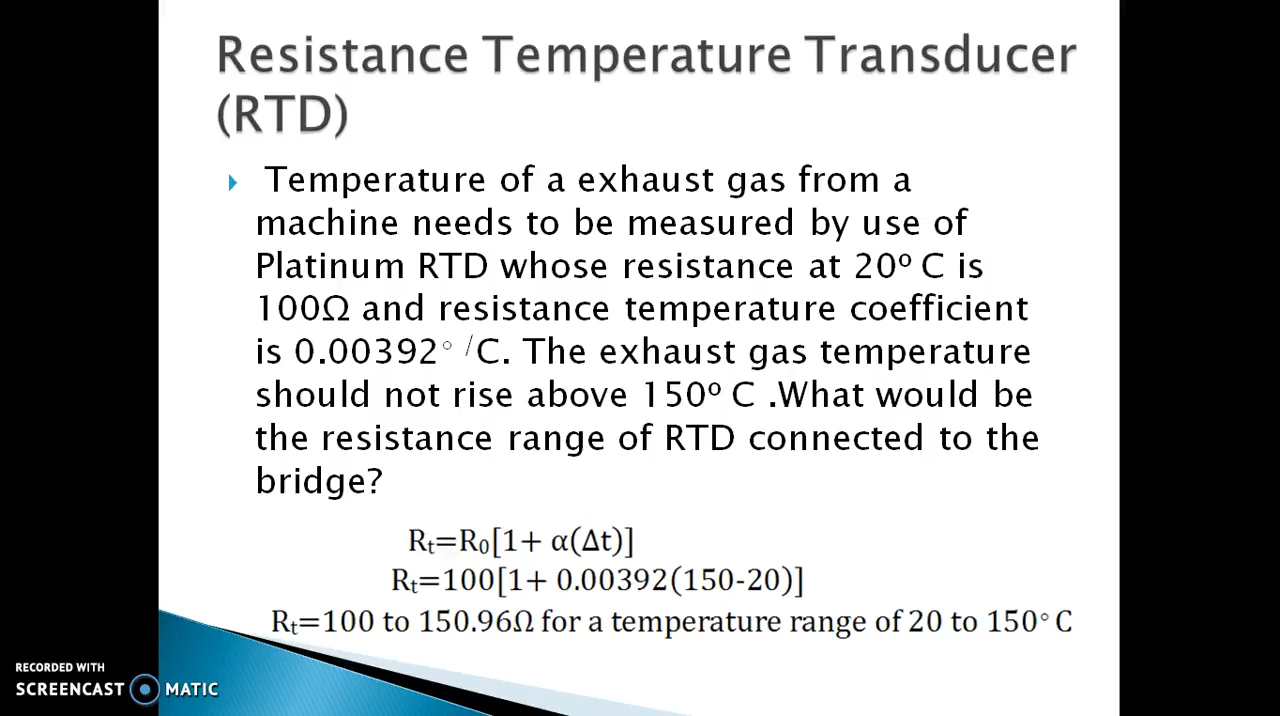 Resistance Temperature Transducer
(RTD)
Temperature of a exhaust gas from a
machine needs to be measured by use of
Platinum RTD whose resistance at 20º C is
100Ω and resistance temperature coefficient
is 0.00392° /C. The exhaust gas temperature
should not rise above 150º C .What would be
the resistance range of RTD connected to the
bridge?
Rₜ=R₀[1+ α(Δt)]
Rₜ=100[1+ 0.00392(150-20)]
Rₜ=100 to 150.96Ω for a temperature range of 20 to 150° C
RECORDED WITH
SCREENCAST MATIC